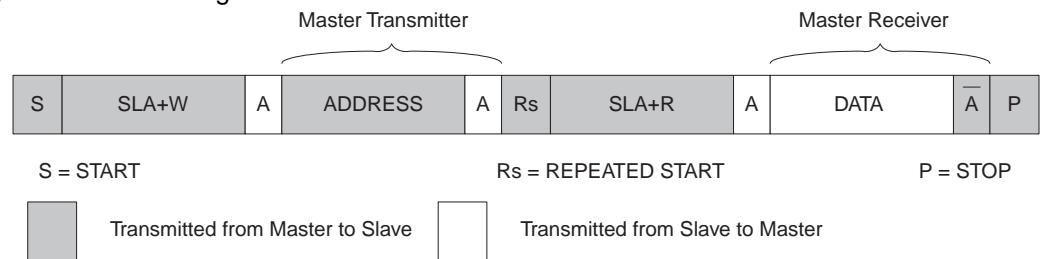 Master Transmitter Master Receiver
S SLA+W A ADDRESS A Rs SLA+R A DATA A̅ P
S = START Rs = REPEATED START P = STOP
Transmitted from Master to Slave Transmitted from Slave to Master